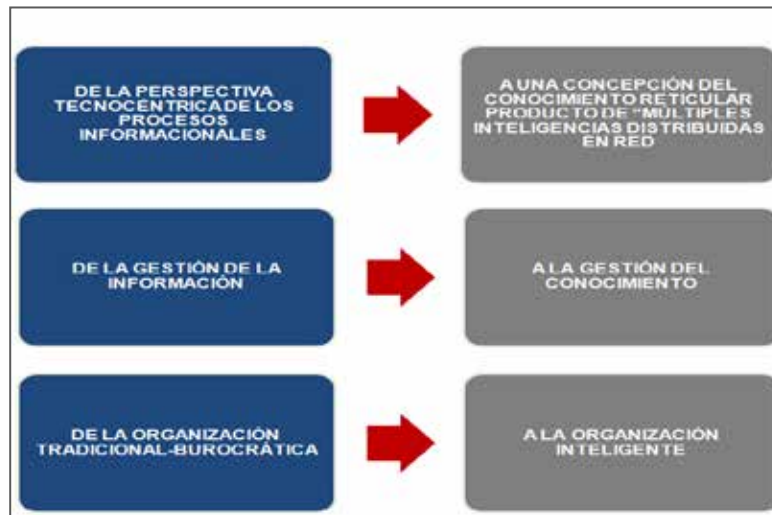 DE LA PERSPECTIVA
TECNOCÉNTRICA DE LOS
PROCESOS
INFORMACIONALES
A UNA CONCEPCIÓN DEL
CONOCIMIENTO RETICULAR
PRODUCTO DE "MÚLTIPLES
INTELIGENCIAS DISTRIBUIDAS
EN RED
DE LA GESTIÓN DE LA
INFORMACIÓN
A LA GESTIÓN DEL
CONOCIMIENTO
DE LA ORGANIZACIÓN
TRADICIONAL-BUROCRÁTICA
A LA ORGANIZACIÓN
INTELIGENTE